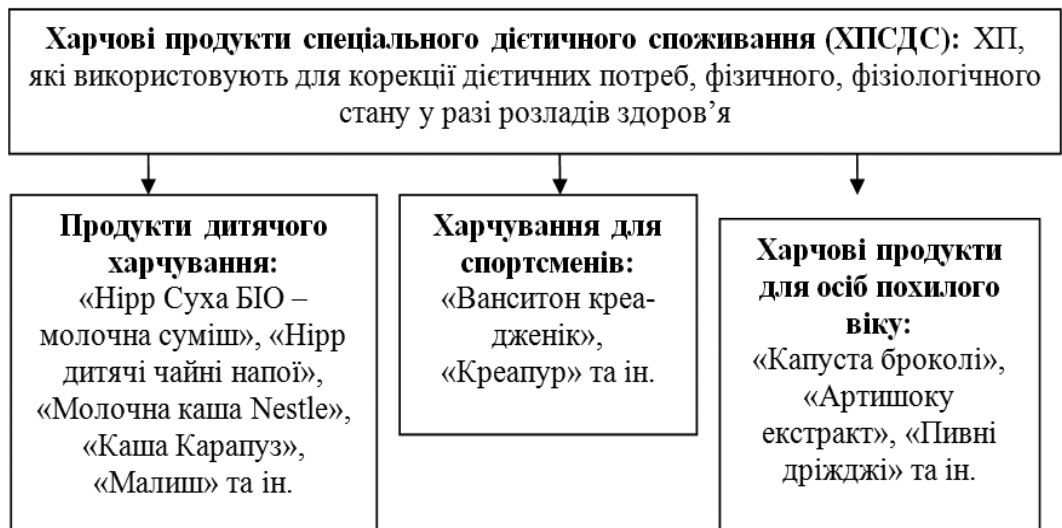 Харчові продукти спеціального дієтичного споживання (ХПСДС): ХП,
які використовують для корекції дієтичних потреб, фізичного, фізіологічного
стану у разі розладів здоров’я
Продукти дитячого
харчування:
«Нірр Суха БІО –
молочна суміш», «Нірр
дитячі чайні напої»,
«Молочна каша Nestle»,
«Каша Карапуз»,
«Малиш» та ін.
Харчування для
спортсменів:
«Ванситон креа-
дженік»,
«Креапур» та ін.
Харчові продукти
для осіб похилого
віку:
«Капуста броколі»,
«Артишоку
екстракт», «Пивні
дріжджі» та ін.